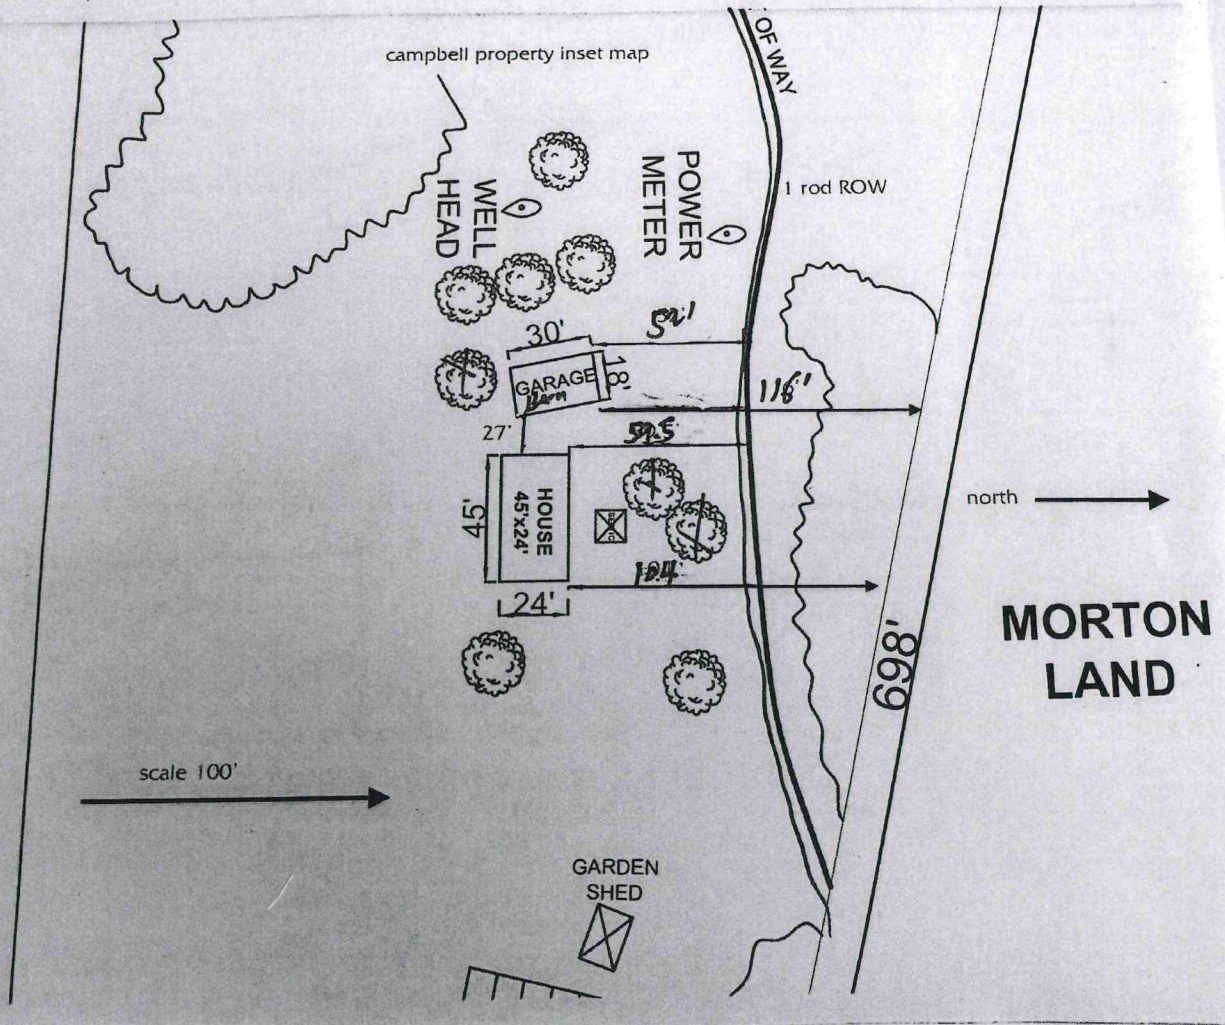 OF WAY
campbell property inset map
POWER
METER
WELL
HEAD
1 rod ROW
30'
GARAGE
18'
116'
27'
59.5
HOUSE
45'x24'
45'
north
104'
24'
698'
MORTON
LAND
scale 100'
GARDEN
SHED